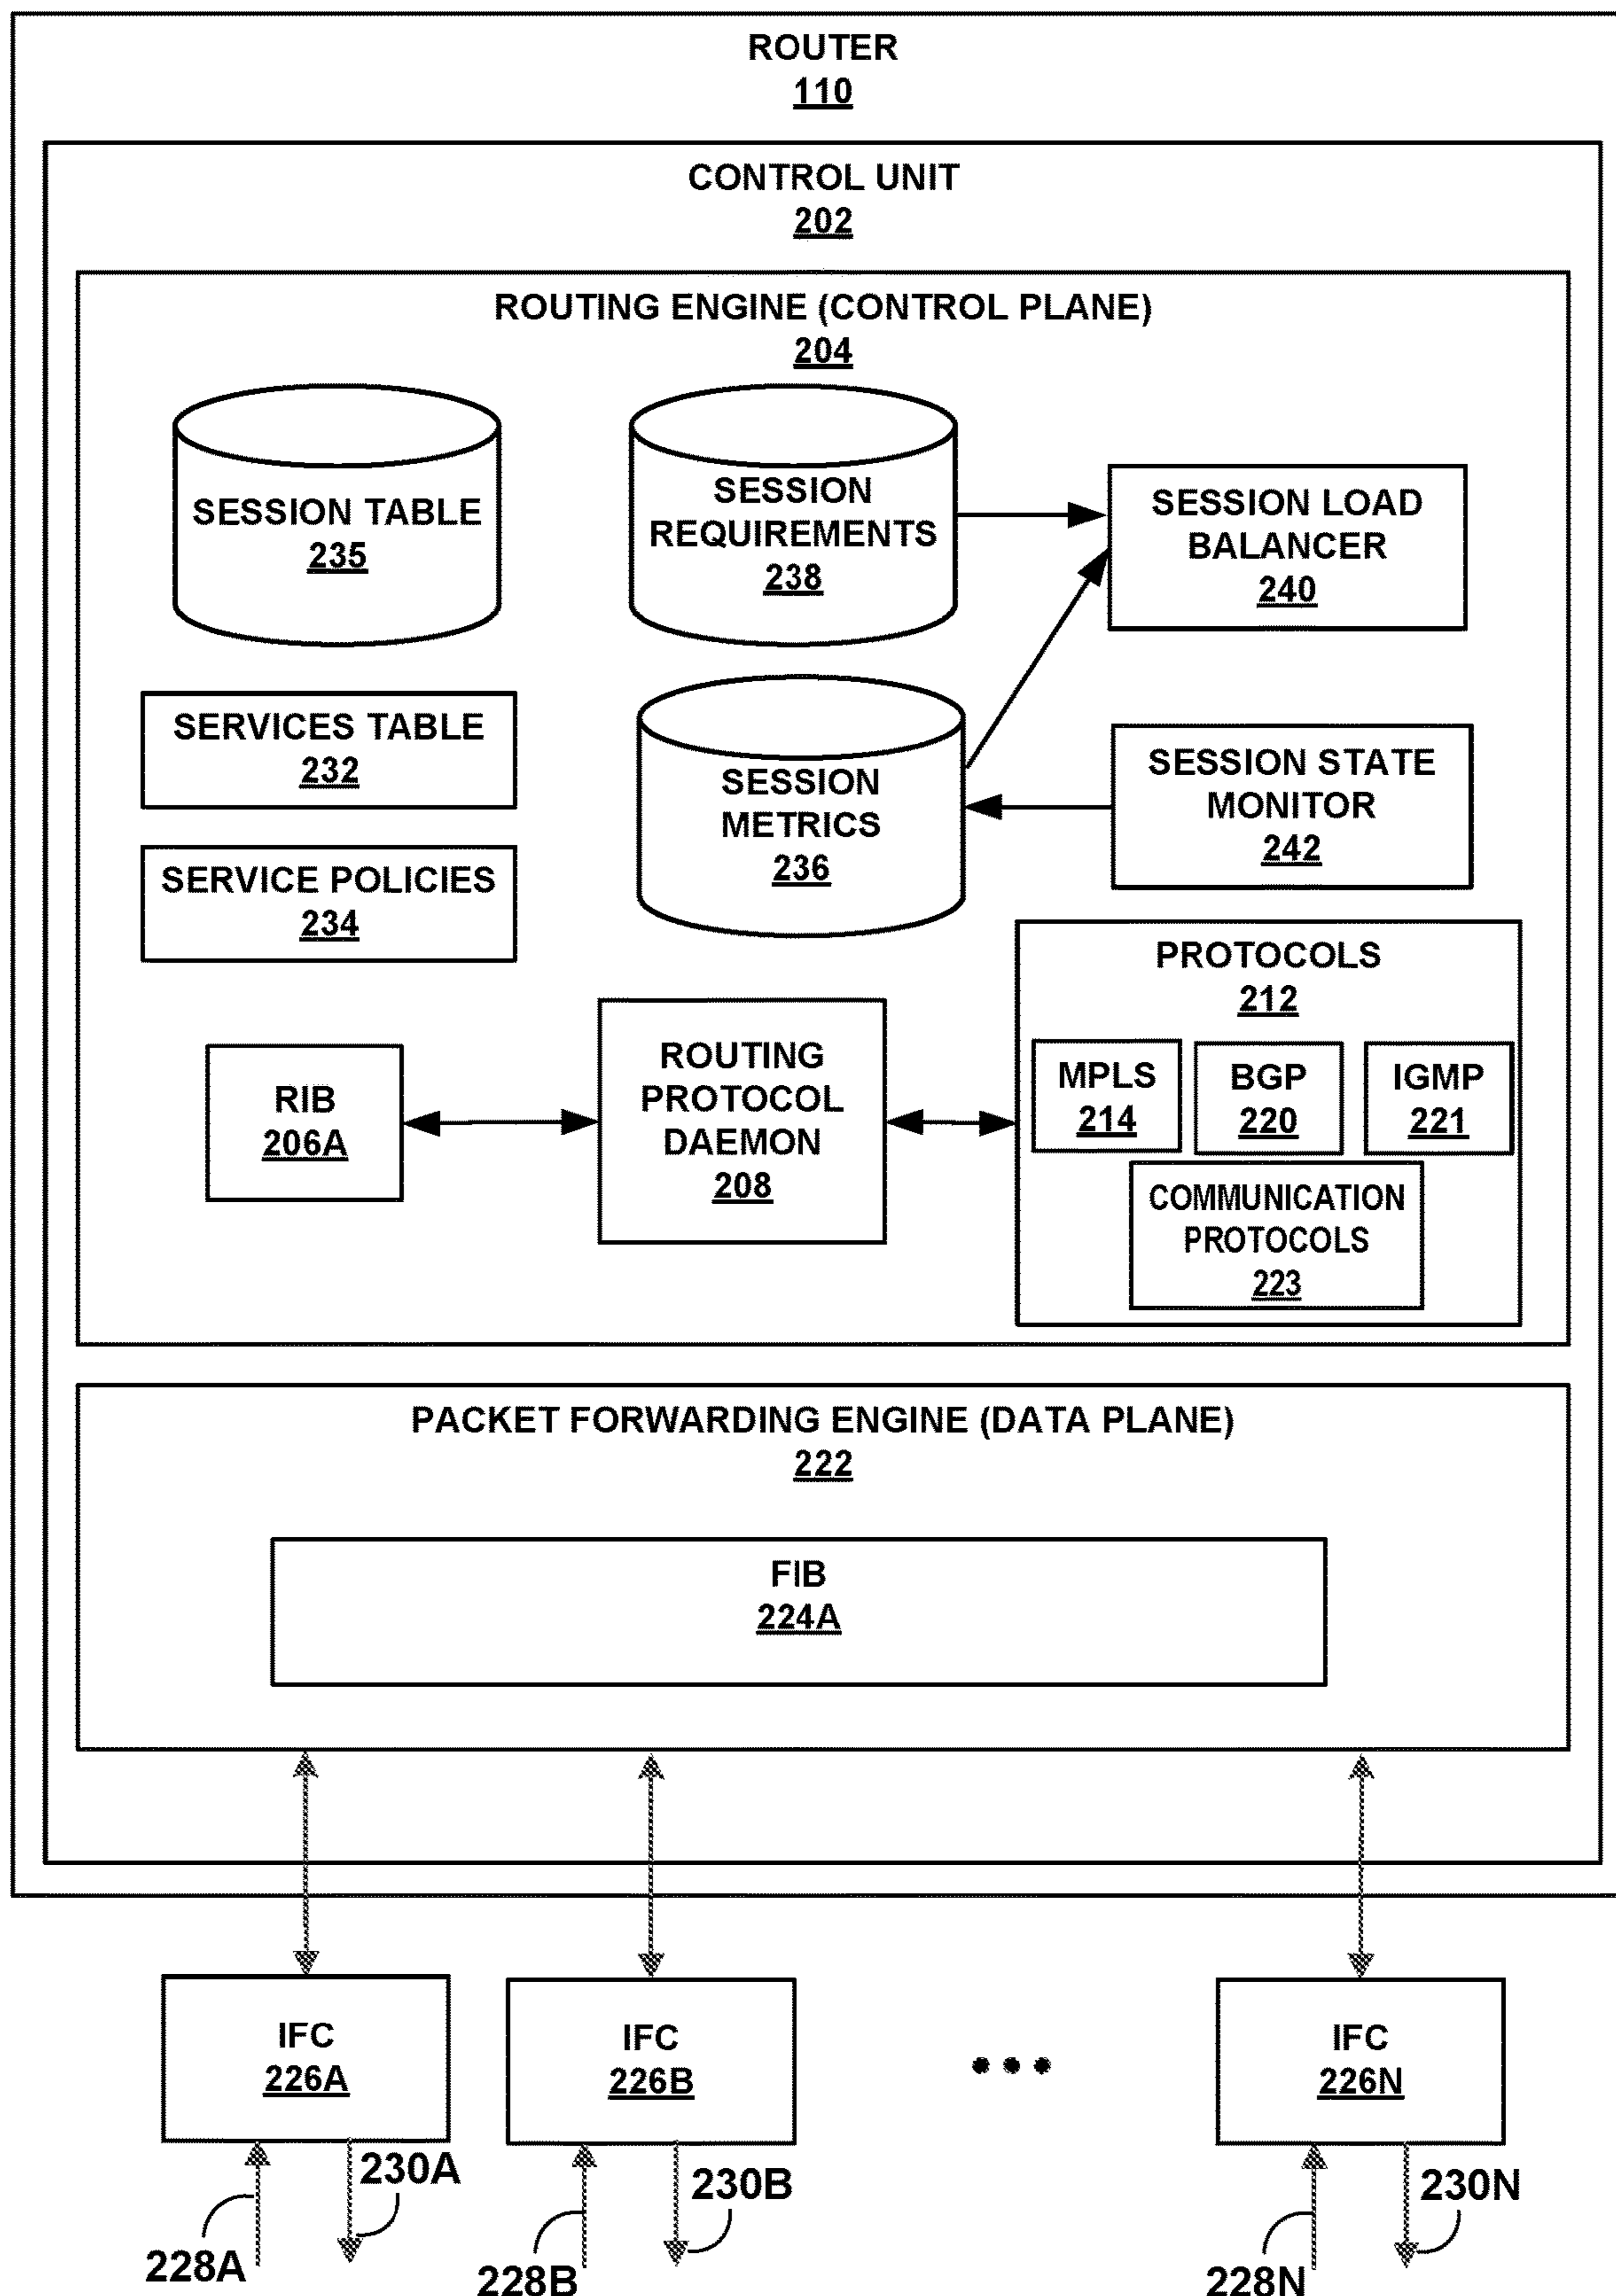 ROUTER
110
CONTROL UNIT
202
ROUTING ENGINE (CONTROL PLANE)
204
SESSION TABLE
235
SESSION
REQUIREMENTS
238
SESSION LOAD
BALANCER
240
SERVICES TABLE
232
SESSION
METRICS
236
SESSION STATE
MONITOR
242
SERVICE POLICIES
234
RIB
206A
ROUTING
PROTOCOL
DAEMON
208
PROTOCOLS
212
MPLS
214
BGP
220
IGMP
221
COMMUNICATION
PROTOCOLS
223
PACKET FORWARDING ENGINE (DATA PLANE)
222
FIB
224A
IFC
226A
IFC
226B
IFC
226N
228A
230A
228B
230B
228N
230N